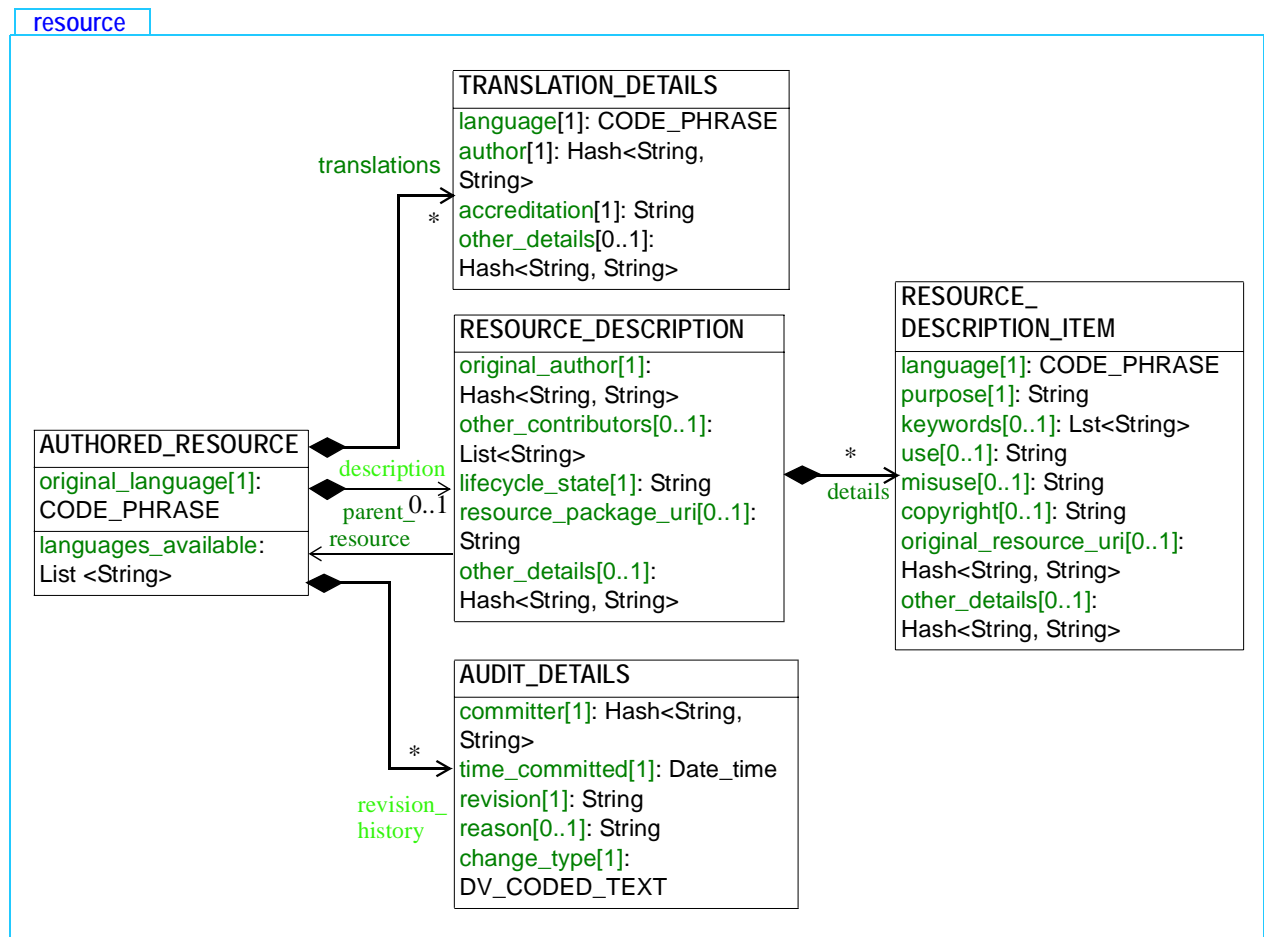 resource
TRANSLATION_DETAILS
language[1]: CODE_PHRASE
author[1]: Hash<String,
String>
accreditation[1]: String
other_details[0..1]:
Hash<String, String>
translations
*
RESOURCE_DESCRIPTION
original_author[1]:
Hash<String, String>
other_contributors[0..1]:
List<String>
lifecycle_state[1]: String
resource_package_uri[0..1]:
String
other_details[0..1]:
Hash<String, String>
RESOURCE_
DESCRIPTION_ITEM
language[1]: CODE_PHRASE
purpose[1]: String
keywords[0..1]: Lst<String>
use[0..1]: String
misuse[0..1]: String
copyright[0..1]: String
original_resource_uri[0..1]:
Hash<String, String>
other_details[0..1]:
Hash<String, String>
*
details
AUTHORED_RESOURCE
original_language[1]:
CODE_PHRASE
languages_available:
List <String>
description
0..1
parent_
resource
AUDIT_DETAILS
committer[1]: Hash<String,
String>
time_committed[1]: Date_time
revision[1]: String
reason[0..1]: String
change_type[1]:
DV_CODED_TEXT
*
revision_
history